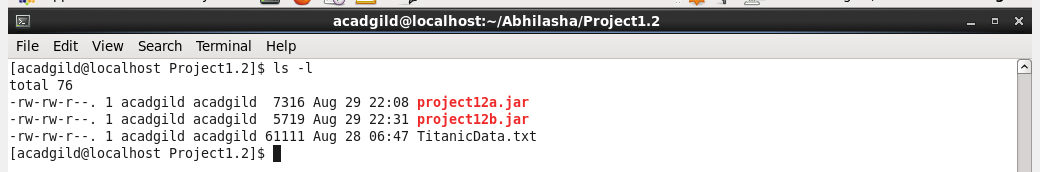 acadgild@localhost:~/Abhilasha/Project1.2
File Edit View Search Terminal Help
[acadgild@localhost Project1.2]$ ls -l
total 76
-rw-rw-r--. 1 acadgild acadgild  7316 Aug 29 22:08 project12a.jar
-rw-rw-r--. 1 acadgild acadgild  5719 Aug 29 22:31 project12b.jar
-rw-rw-r--. 1 acadgild acadgild 61111 Aug 28 06:47 TitanicData.txt
[acadgild@localhost Project1.2]$